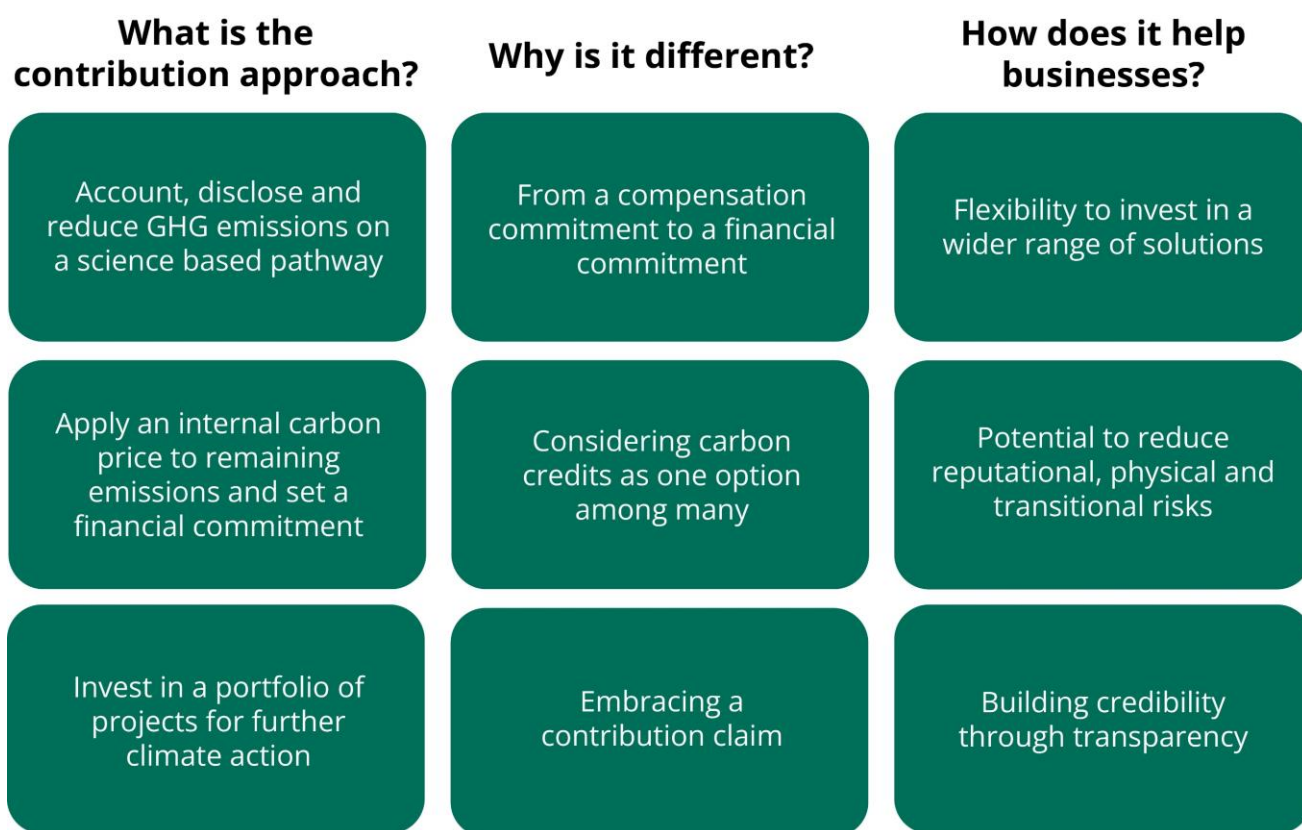 What is the
contribution approach?
Account, disclose and
reduce GHG emissions on
a science based pathway
Apply an internal carbon
price to remaining
emissions and set a
financial commitment
Invest in a portfolio of
projects for further
climate action
Why is it different?
From a compensation
commitment to a financial
commitment
Considering carbon
credits as one option
among many
Embracing a
contribution claim
How does it help
businesses?
Flexibility to invest in a
wider range of solutions
Potential to reduce
reputational, physical and
transitional risks
Building credibility
through transparency